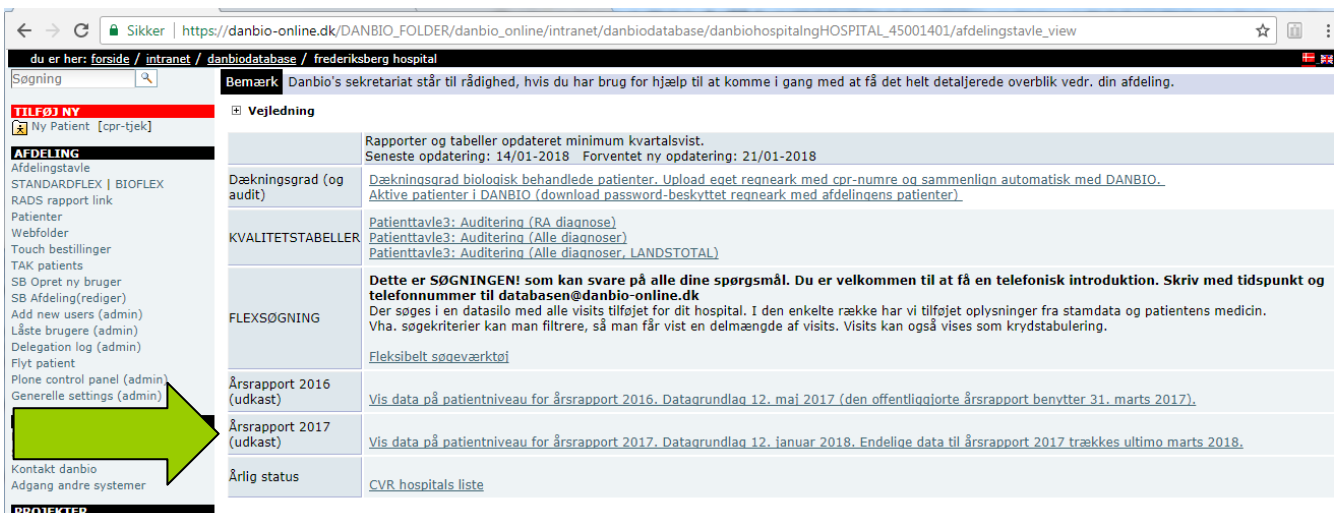 Sikker | https://danbio-online.dk/DANBIO_FOLDER/danbio_online/intranet/danbiodatabase/danbiohospitalngHOSPITAL_45001401/afdelingstavle_view
du er her: forside / intranet / danbiodatabase / frederiksberg hospital
Søgning
Bemærk Danbio's sekretariat står til rådighed, hvis du har brug for hjælp til at komme i gang med at få det helt detaljerede overblik vedr. din afdeling.
TILFØJ NY
Ny Patient [cpr-tjek]
AFDELING
Afdelingstavle
STANDARDFLEX | BIOFLEX
RADS rapport link
Patienter
Webfolder
Touch bestillinger
TAK patients
SB Opret ny bruger
SB Afdeling(rediger)
Add new users (admin)
Låste brugere (admin)
Delegation log (admin)
Flyt patient
Plone control panel (admin)
Generelle settings (admin)
Kontakt danbio
Adgang andre systemer
PROJEKTER
Vejledning
Rapporter og tabeller opdateret minimum kvartalsvist.
Seneste opdatering: 14/01-2018 Forventet ny opdatering: 21/01-2018
Dækningsgrad (og
audit)
Dækningsgrad biologisk behandlede patienter. Upload eget regneark med cpr-numre og sammenlign automatisk med DANBIO.
Aktive patienter i DANBIO (download password-beskyttet regneark med afdelingens patienter)
KVALITETSTABELLER
Patienttavle3: Auditering (RA diagnose)
Patienttavle3: Auditering (Alle diagnoser)
Patienttavle3: Auditering (Alle diagnoser, LANDSTOTAL)
FLEXSØGNING
Dette er SØGNINGEN! som kan svare på alle dine spørgsmål. Du er velkommen til at få en telefonisk introduktion. Skriv med tidspunkt og
telefonnummer til databasen@danbio-online.dk
Der søges i en datasilo med alle visits tilføjet for dit hospital. I den enkelte række har vi tilføjet oplysninger fra stamdata og patientens medicin.
Vha. søgekriterier kan man filtrere, så man får vist en delmængde af visits. Visits kan også vises som krydstabulering.
Fleksibelt søgeværktøj
Årsrapport 2016
(udkast)
Vis data på patientniveau for årsrapport 2016. Datagrundlag 12. maj 2017 (den offentliggjorte årsrapport benytter 31. marts 2017).
Årsrapport 2017
(udkast)
Vis data på patientniveau for årsrapport 2017. Datagrundlag 12. januar 2018. Endelige data til årsrapport 2017 trækkes ultimo marts 2018.
Årlig status
CVR hospitals liste